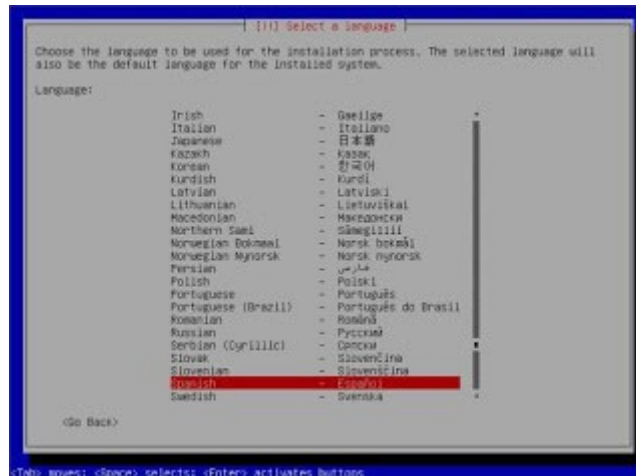 [!!] Select a language
Choose the language to be used for the installation process. The selected language will
also be the default language for the installed system.
Language:
Irish - Gaeilge
Italian - Italiano
Japanese - 日本語
Kazakh - Қазақ
Korean - 한국어
Kurdish - Kurdî
Latvian - Latviski
Lithuanian - Lietuviškai
Macedonian - Македонски
Northern Sami - Sámegillii
Norwegian Bokmaal - Norsk bokmål
Norwegian Nynorsk - Norsk nynorsk
Persian - فارسی
Polish - Polski
Portuguese - Português
Portuguese (Brazil) - Português do Brasil
Romanian - Română
Russian - Русский
Serbian (Cyrillic) - Српски
Slovak - Slovenčina
Slovenian - Slovenščina
Spanish - Español
Swedish - Svenska
<Go Back>
<Tab> moves; <Space> selects; <Enter> activates buttons